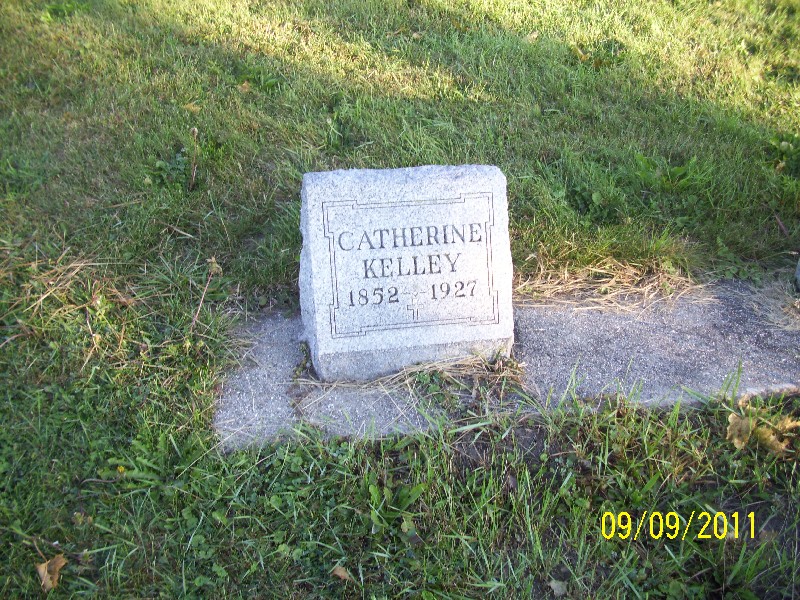 CATHERINE
KELLEY
1852 - 1927
09/09/2011